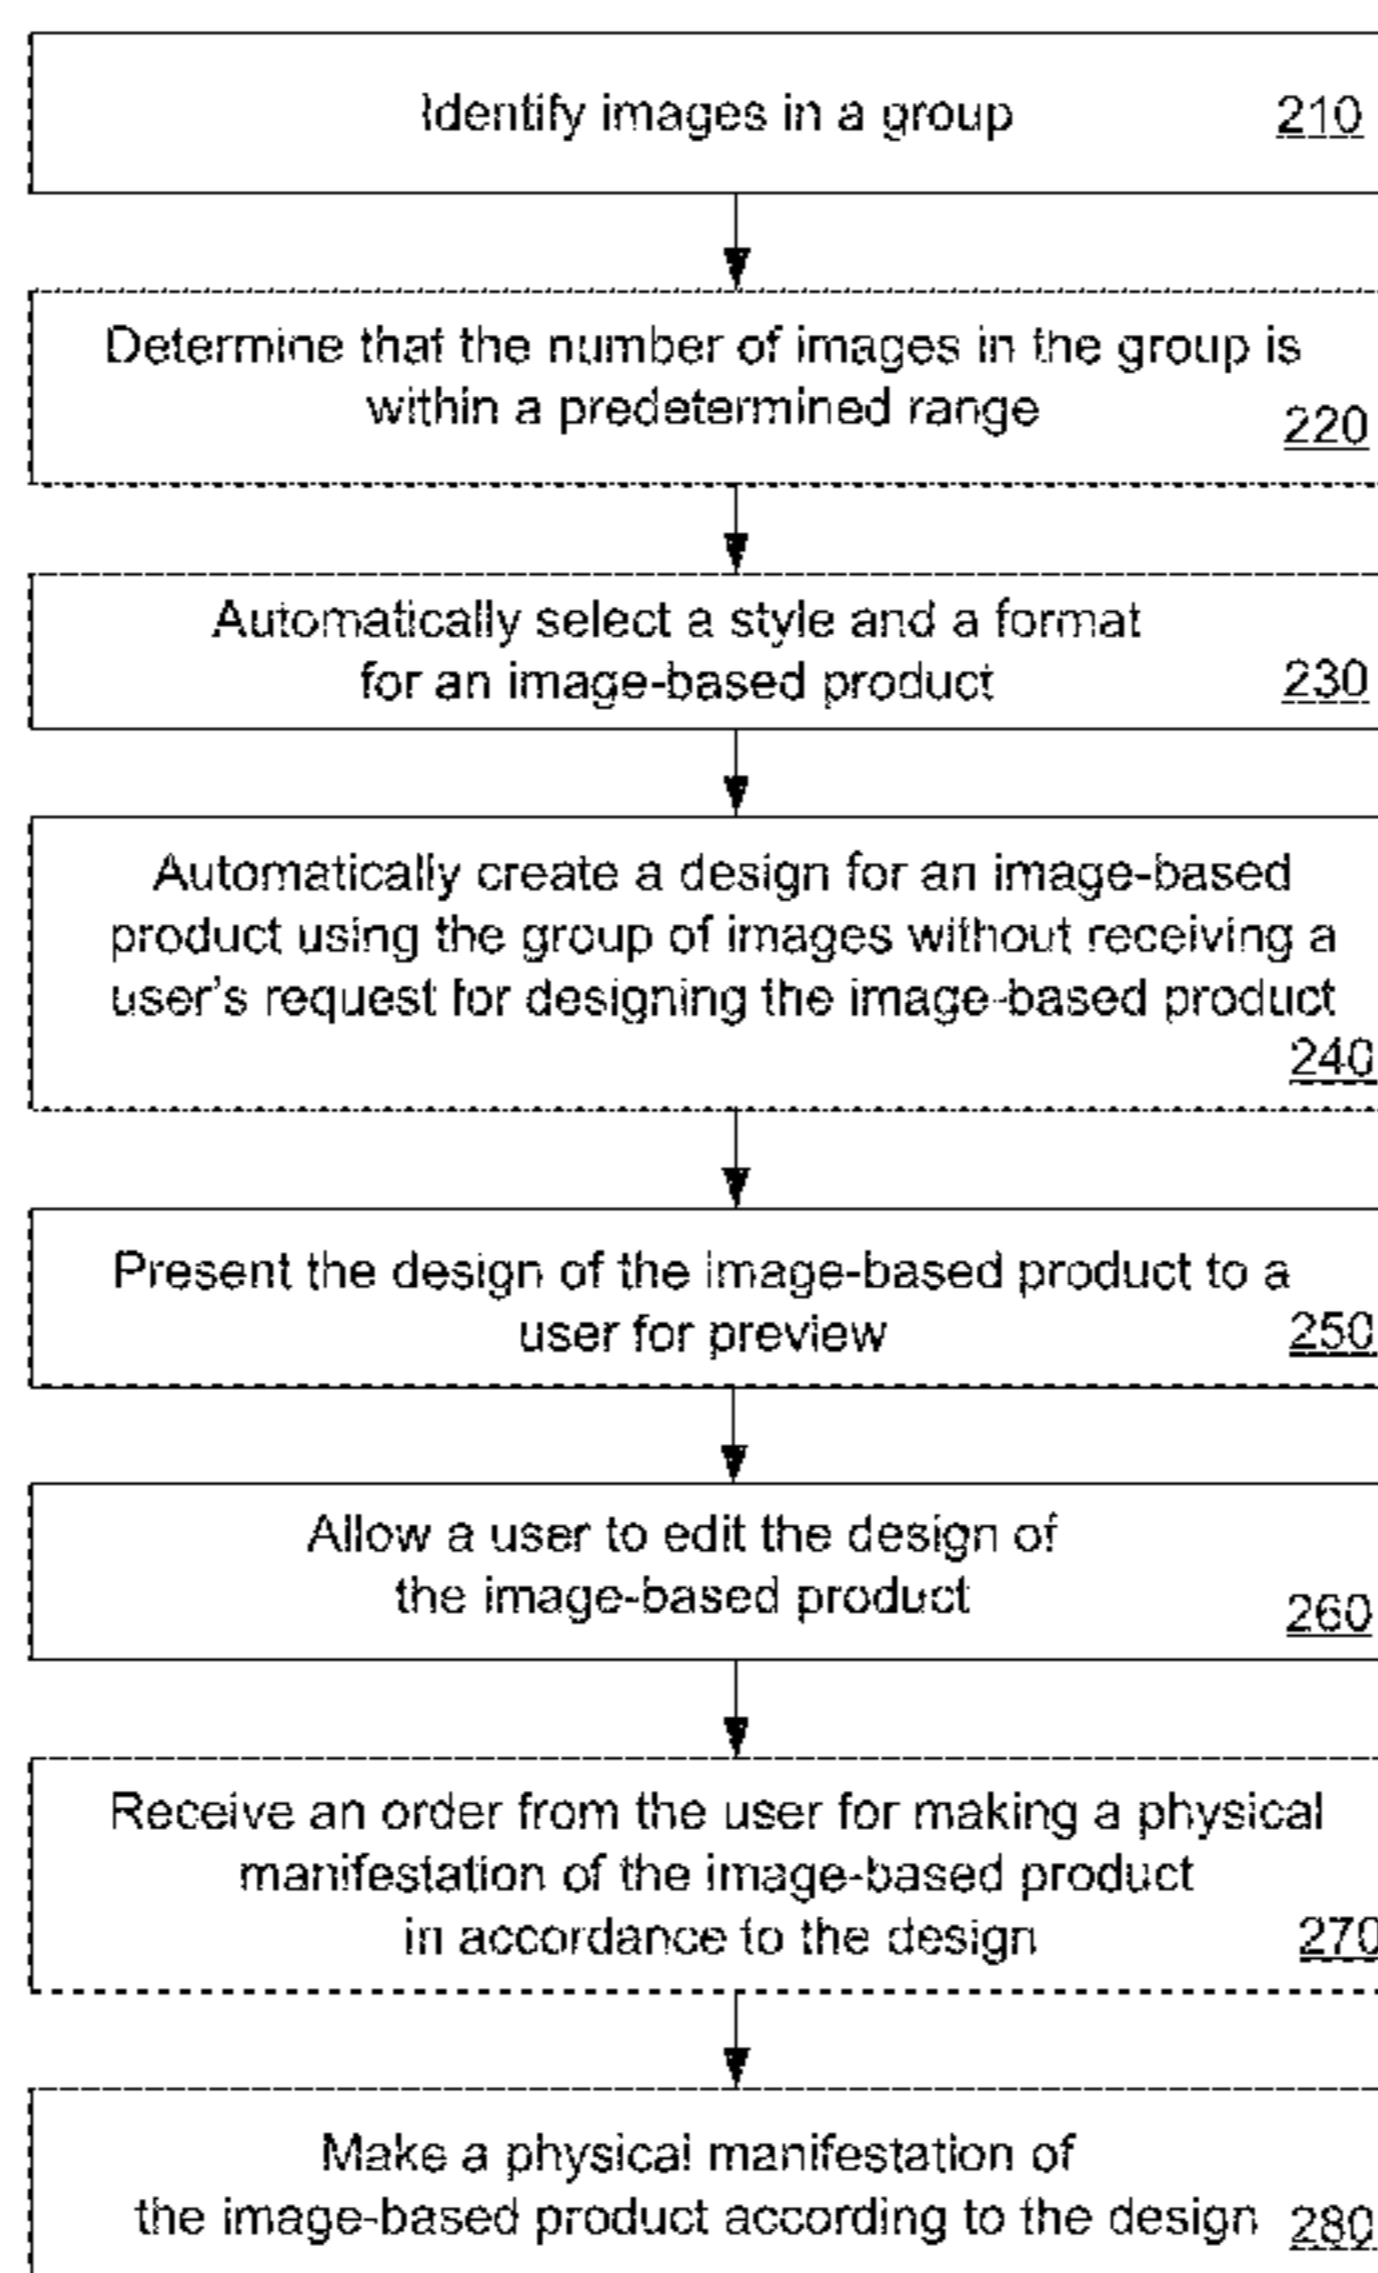 Identify images in a group 210
Determine that the number of images in the group is
within a predetermined range 220
Automatically select a style and a format
for an image-based product 230
Automatically create a design for an image-based
product using the group of images without receiving a
user's request for designing the image-based product
240
Present the design of the image-based product to a
user for preview 250
Allow a user to edit the design of
the image-based product 260
Receive an order from the user for making a physical
manifestation of the image-based product
in accordance to the design 270
Make a physical manifestation of
the image-based product according to the design 280